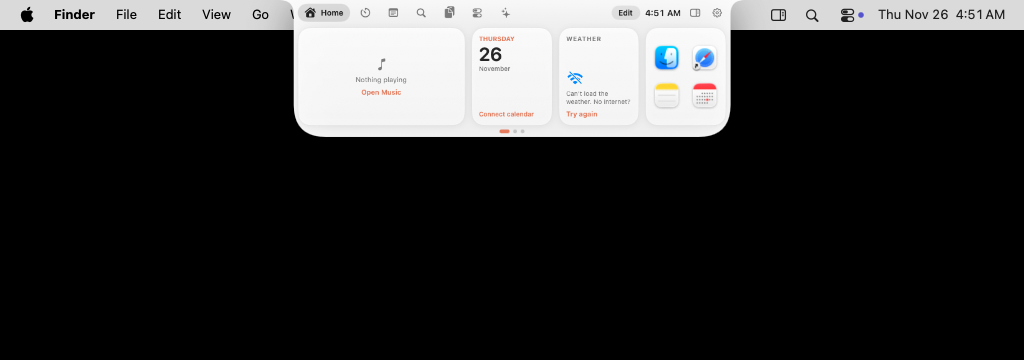 Finder File Edit View Go
Home Edit 4:51 AM
Thu Nov 26 4:51 AM
Nothing playing
Open Music
THURSDAY
26
November
Connect calendar
WEATHER
Can't load the
weather. No internet?
Try again